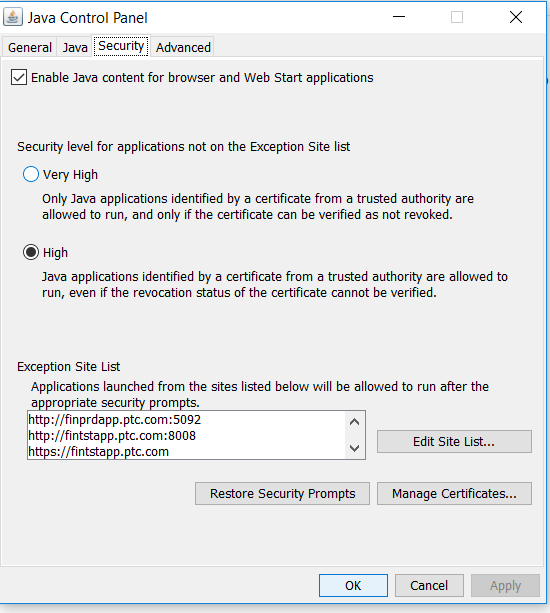 Java Control Panel
General Java Security Advanced
Enable Java content for browser and Web Start applications
Security level for applications not on the Exception Site list
Very High
Only Java applications identified by a certificate from a trusted authority are
allowed to run, and only if the certificate can be verified as not revoked.
High
Java applications identified by a certificate from a trusted authority are allowed to
run, even if the revocation status of the certificate cannot be verified.
Exception Site List
Applications launched from the sites listed below will be allowed to run after the
appropriate security prompts.
http://finprdapp.ptc.com:5092
http://fintstapp.ptc.com:8008
https://fintstapp.ptc.com
Edit Site List...
Restore Security Prompts Manage Certificates...
OK Cancel Apply